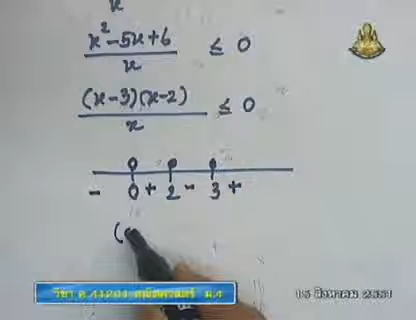 x
x² - 5x + 6 / x ≤ 0
(x - 3)(x - 2) / x ≤ 0
- 0 + 2 - 3 +
(
วิชา ค 41201 คณิตศาสตร์ ม.4
15 สิงหาคม 2551